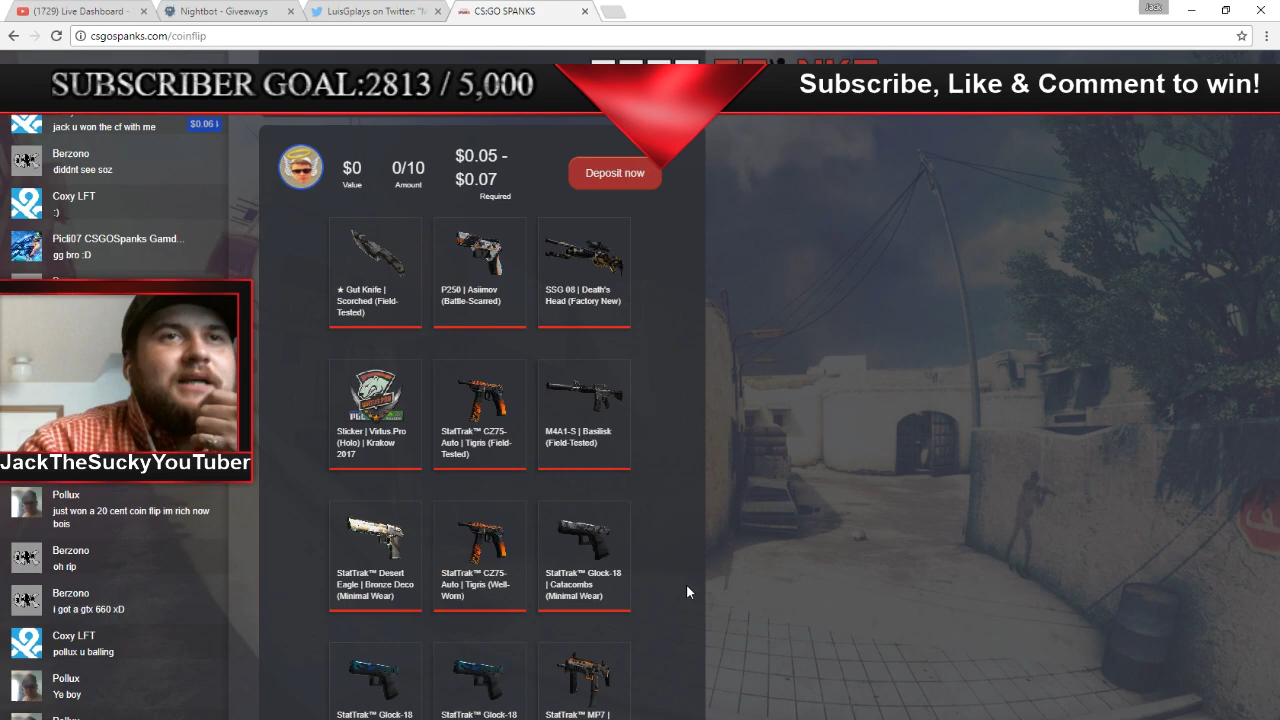 (1729) Live Dashboard -
Nightbot - Giveaways
LuisGplays on Twitter: "
CS:GO SPANKS
Jack
csgospanks.com/coinflip
SUBSCRIBER GOAL:2813 / 5,000
Subscribe, Like & Comment to win!
jack u won the cf with me
Berzono
diddnt see soz
Coxy LFT
:)
Picli07 CSGOSpanks Gamd...
gg bro :D
JackTheSuckyYouTuber
Pollux
just won a 20 cent coin flip im rich now
bois
Berzono
oh rip
Berzono
i got a gtx 660 xD
Coxy LFT
pollux u balling
Pollux
Ye boy
$0
Value
0/10
Amount
$0.05 -
$0.07
Required
Deposit now
★ Gut Knife |
Scorched (Field-
Tested)
P250 | Asiimov
(Battle-Scarred)
SSG 08 | Death's
Head (Factory New)
Sticker | Virtus Pro
(Holo) | Krakow
2017
StatTrak™ CZ75-
Auto | Tigris (Field-
Tested)
M4A1-S | Basilisk
(Field-Tested)
StatTrak™ Desert
Eagle | Bronze Deco
(Minimal Wear)
StatTrak™ CZ75-
Auto | Tigris (Well-
Worn)
StatTrak™ Glock-18
| Catacombs
(Minimal Wear)
StatTrak™ Glock-18
StatTrak™ Glock-18
StatTrak™ MP7 |